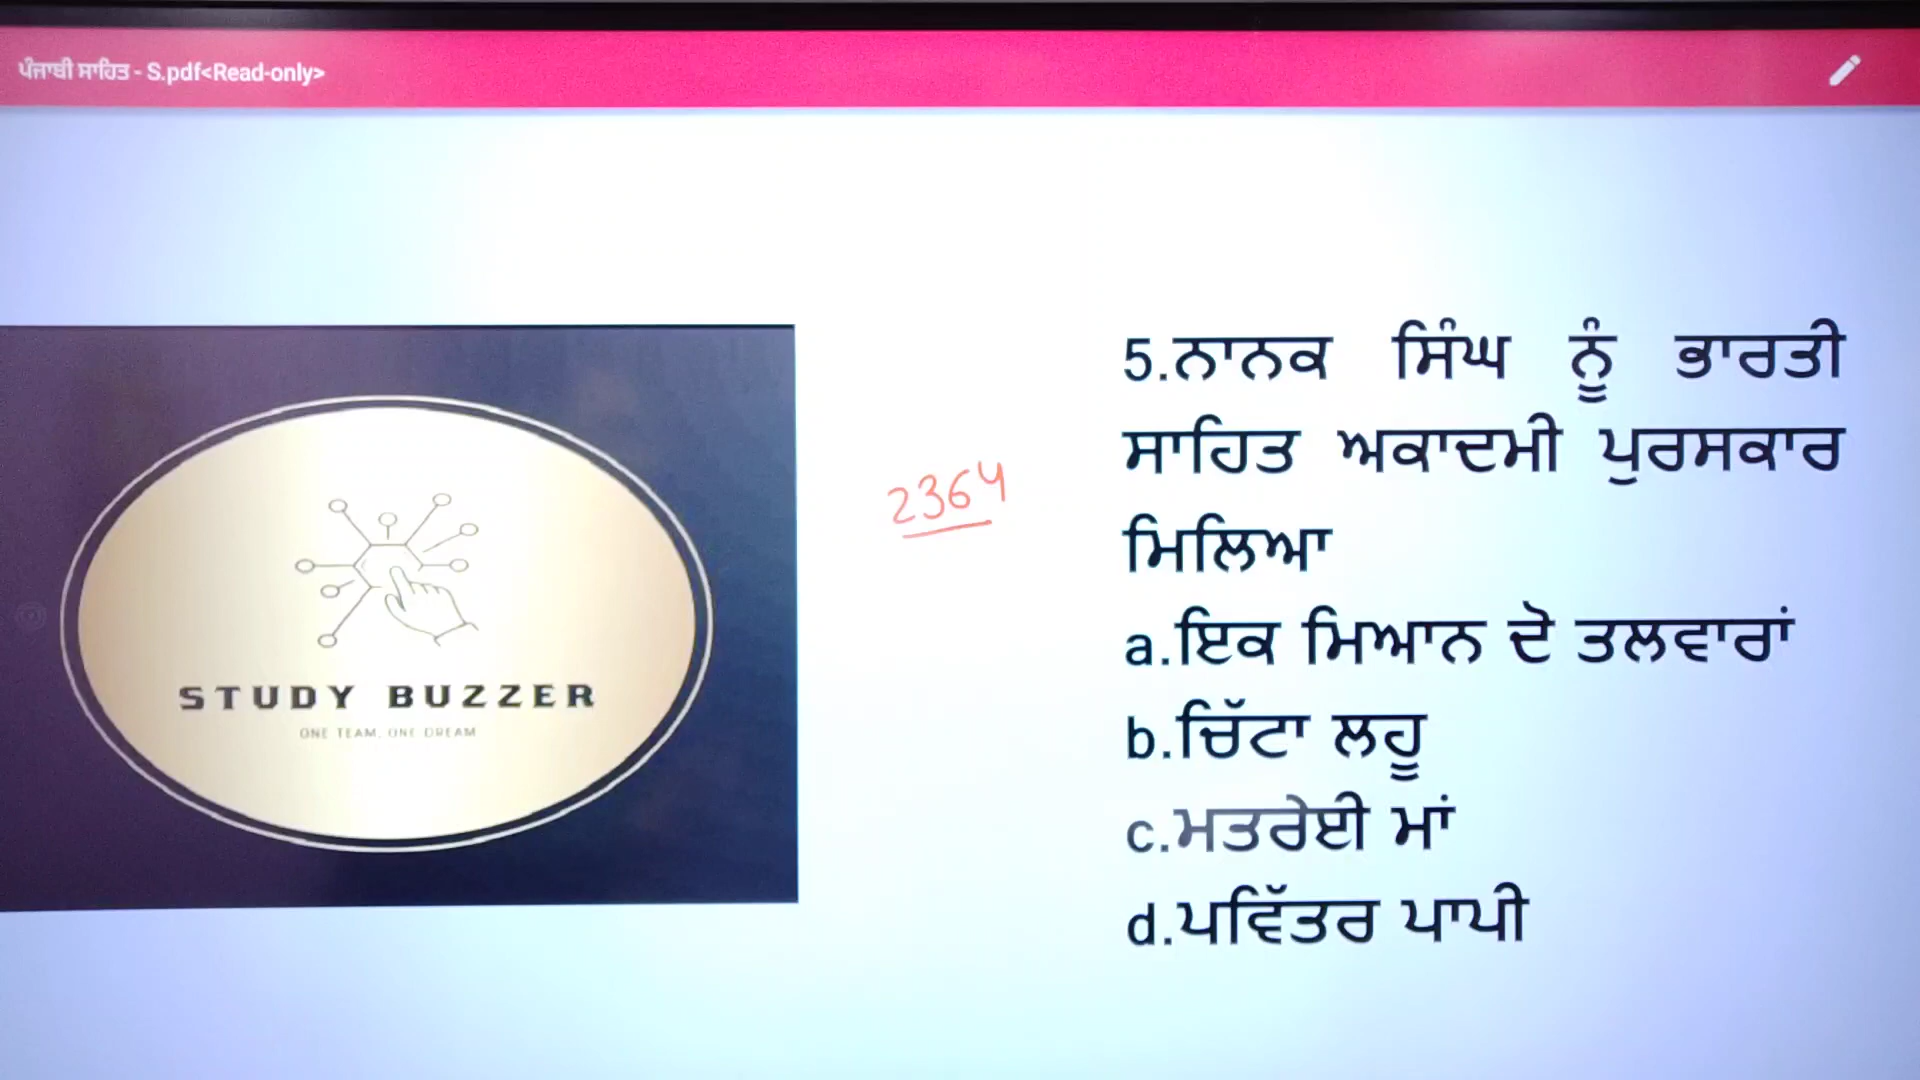 ਪੰਜਾਬੀ ਸਾਹਿਤ - S.pdf<Read-only>
STUDY BUZZER
ONE TEAM, ONE DREAM
2364
5.ਨਾਨਕ ਸਿੰਘ ਨੂੰ ਭਾਰਤੀ
ਸਾਹਿਤ ਅਕਾਦਮੀ ਪੁਰਸਕਾਰ
ਮਿਲਿਆ
a.ਇਕ ਮਿਆਨ ਦੋ ਤਲਵਾਰਾਂ
b.ਚਿੱਟਾ ਲਹੂ
c.ਮਤਰੇਈ ਮਾਂ
d.ਪਵਿੱਤਰ ਪਾਪੀ